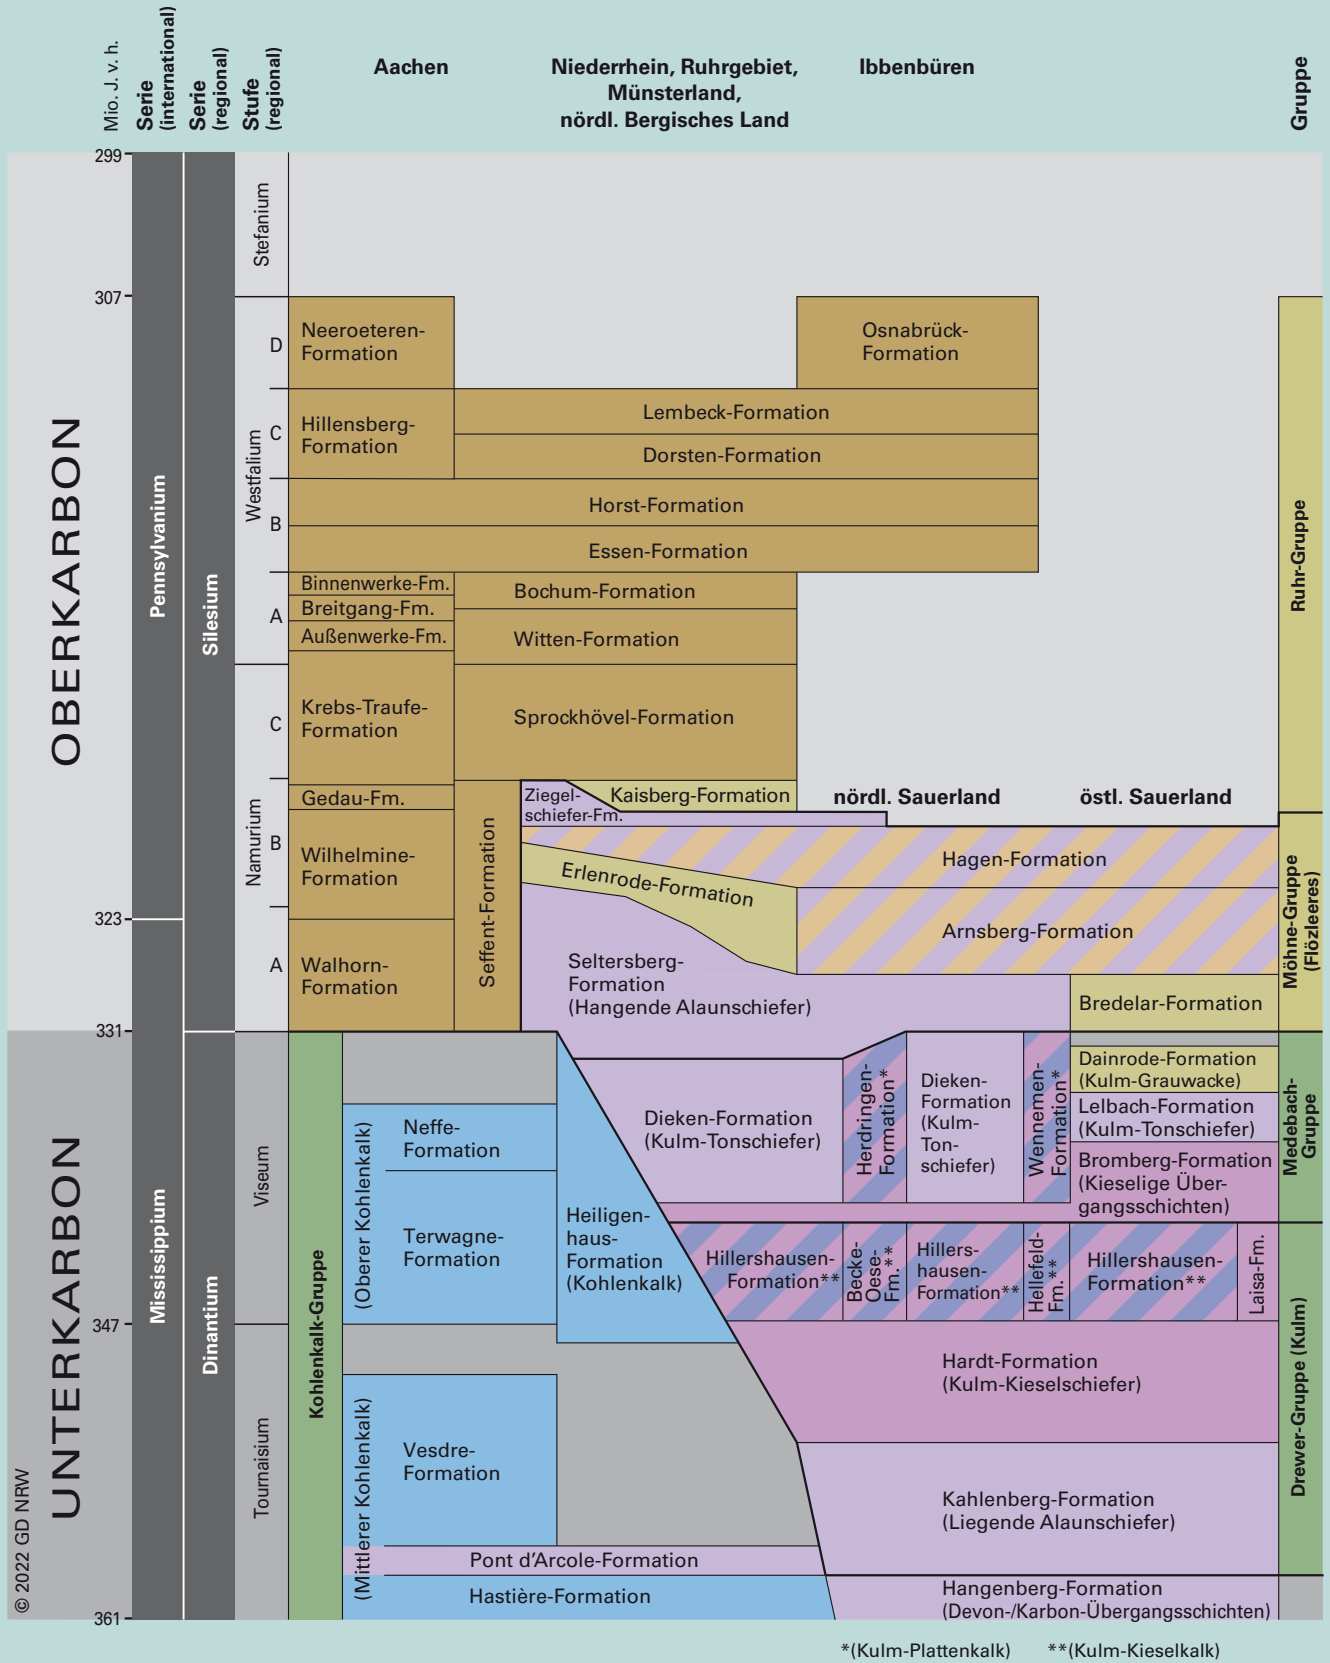 Mio. J. v. h.
Serie
(international)
Serie
(regional)
Stufe
(regional)
Aachen
Niederrhein, Ruhrgebiet,
Münsterland,
nördl. Bergisches Land
Ibbenbüren
Gruppe
299
307
323
331
347
361
OBERKARBON
UNTERKARBON
© 2022 GD NRW
Pennsylvanium
Mississippium
Silesium
Dinantium
Stefanium
Westfalium
D
C
B
A
Namurium
C
B
A
Viseum
Tournaisium
Neeroeteren-
Formation
Osnabrück-
Formation
Hillensberg-
Formation
Lembeck-Formation
Dorsten-Formation
Horst-Formation
Essen-Formation
Binnenwerke-Fm.
Breitgang-Fm.
Außenwerke-Fm.
Bochum-Formation
Witten-Formation
Krebs-Traufe-
Formation
Sprockhövel-Formation
Gedau-Fm.
Wilhelmine-
Formation
Walhorn-
Formation
Seffent-Formation
Ziegel-
schiefer-Fm.
Kaisberg-Formation
nördl. Sauerland
östl. Sauerland
Hagen-Formation
Erlenrode-Formation
Arnsberg-Formation
Seltersberg-
Formation
(Hangende Alaunschiefer)
Bredelar-Formation
Ruhr-Gruppe
Möhne-Gruppe
(Flözleeres)
Medebach-
Gruppe
Drewer-Gruppe (Kulm)
Kohlenkalk-Gruppe
(Oberer Kohlenkalk)
(Mittlerer Kohlenkalk)
Neffe-
Formation
Terwagne-
Formation
Heiligen-
haus-
Formation
(Kohlenkalk)
Dieken-Formation
(Kulm-Tonschiefer)
Herdringen-
Formation*
Dieken-
Formation
(Kulm-
Ton-
schiefer)
Wennemen-
Formation*
Dainrode-Formation
(Kulm-Grauwacke)
Lelbach-Formation
(Kulm-Tonschiefer)
Bromberg-Formation
(Kieselige Über-
gangsschichten)
Hillershausen-
Formation**
Becke-
Oese-
Fm.**
Hillers-
hausen-
Formation**
Hellefeld-
Fm.**
Hillershausen-
Formation**
Laisa-Fm.
Hardt-Formation
(Kulm-Kieselschiefer)
Vesdre-
Formation
Kahlenberg-Formation
(Liegende Alaunschiefer)
Pont d'Arcole-Formation
Hastière-Formation
Hangenberg-Formation
(Devon-/Karbon-Übergangsschichten)
*(Kulm-Plattenkalk) **(Kulm-Kieselkalk)